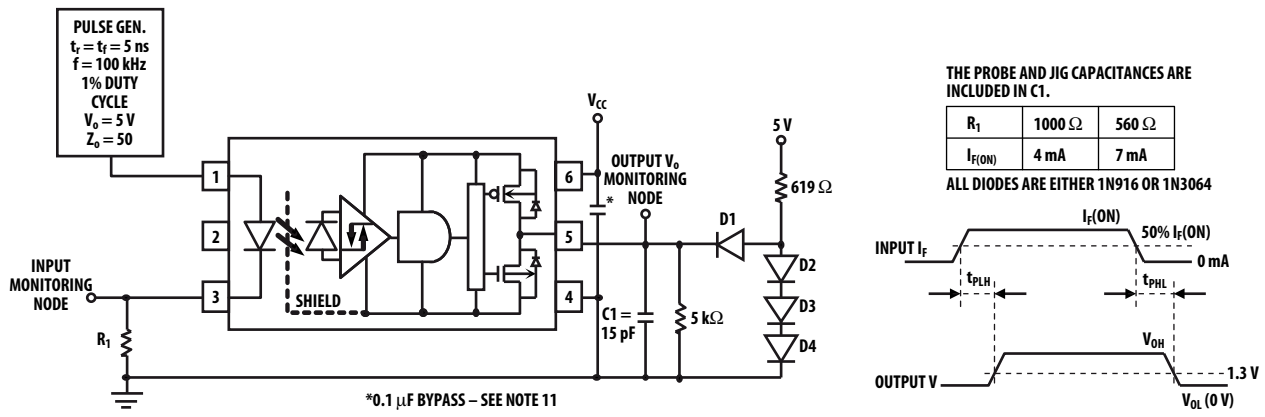 PULSE GEN.
tr = tf = 5 ns
f = 100 kHz
1% DUTY
CYCLE
Vo = 5 V
Zo = 50
VCC
5 V
619 Ω
OUTPUT Vo
MONITORING
NODE
1
2
3
6
5
4
*
D1
D2
D3
D4
SHIELD
INPUT
MONITORING
NODE
R1
C1 =
15 pF
5 kΩ
*0.1 μF BYPASS – SEE NOTE 11
THE PROBE AND JIG CAPACITANCES ARE
INCLUDED IN C1.
R1 1000 Ω 560 Ω
IF(ON) 4 mA 7 mA
ALL DIODES ARE EITHER 1N916 OR 1N3064
IF(ON)
50% IF(ON)
INPUT IF
0 mA
tPLH
tPHL
VOH
OUTPUT V
1.3 V
VOL (0 V)